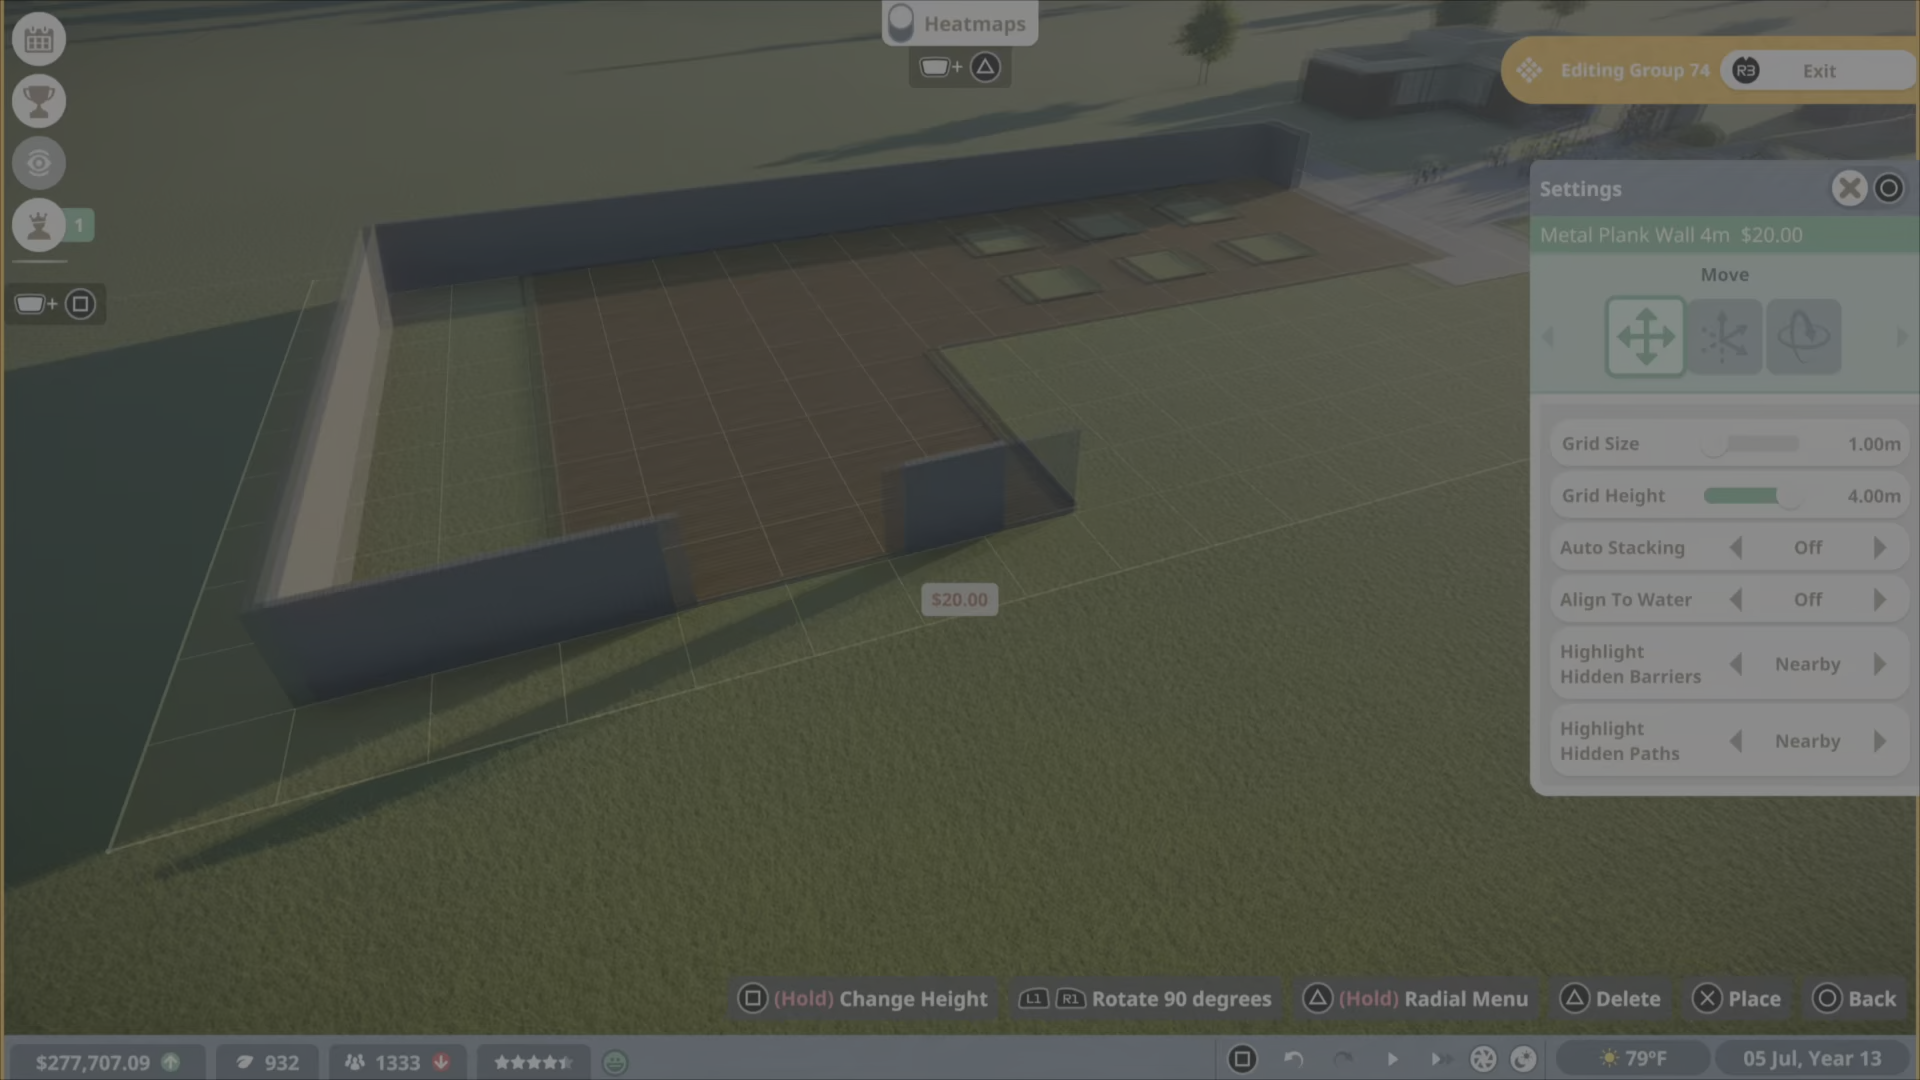 Heatmaps
+
Editing Group 74
R3
Exit
1
+
Settings
Metal Plank Wall 4m $20.00
Move
Grid Size 1.00m
Grid Height 4.00m
Auto Stacking Off
Align To Water Off
Highlight
Hidden Barriers
Nearby
Highlight
Hidden Paths
Nearby
$20.00
(Hold) Change Height
L1 R1 Rotate 90 degrees
(Hold) Radial Menu
Delete
Place
Back
$277,707.09
932
1333
79°F
05 Jul, Year 13